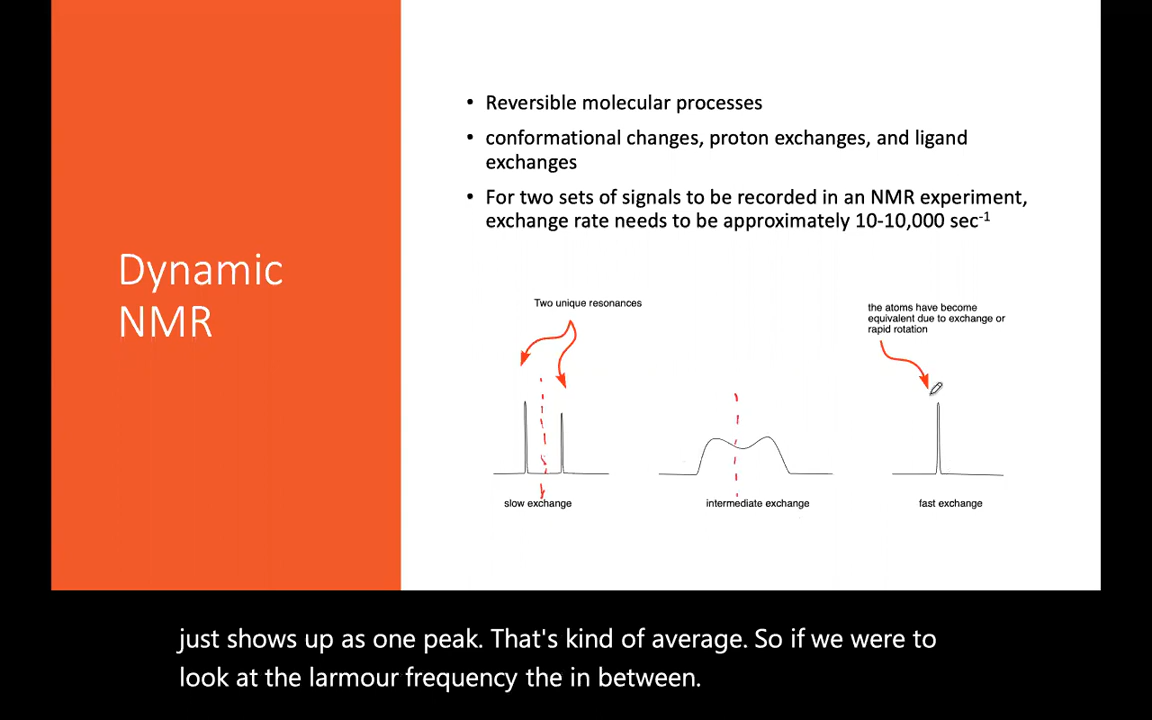 Dynamic
NMR
• Reversible molecular processes
• conformational changes, proton exchanges, and ligand
exchanges
• For two sets of signals to be recorded in an NMR experiment,
exchange rate needs to be approximately 10-10,000 sec⁻¹
Two unique resonances
the atoms have become
equivalent due to exchange or
rapid rotation
slow exchange
intermediate exchange
fast exchange
just shows up as one peak. That's kind of average. So if we were to
look at the larmour frequency the in between.